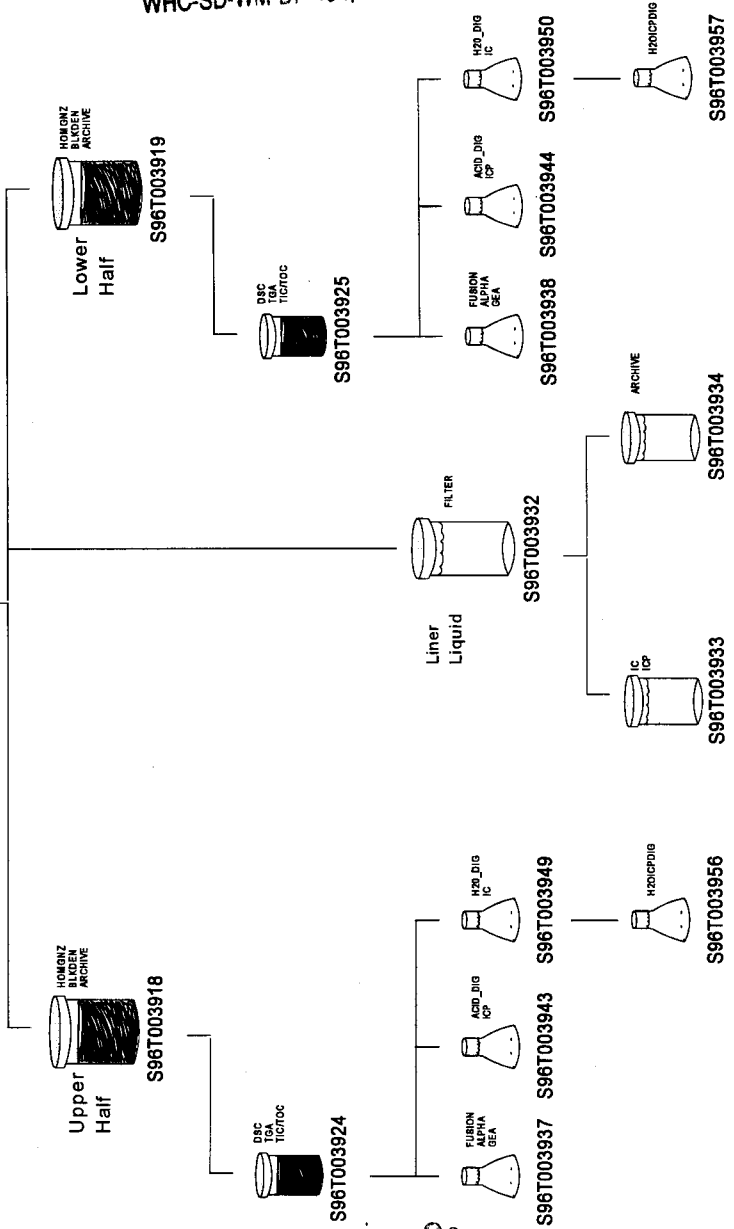 WHC-SD-WM-DP-
Upper
Half
HOMGNZ
BLKDEN
ARCHIVE
S96T003918
Lower
Half
HOMGNZ
BLKDEN
ARCHIVE
S96T003919
DSC
TGA
TIC/TOC
S96T003924
DSC
TGA
TIC/TOC
S96T003925
Liner
Liquid
FILTER
S96T003932
FUSION
ALPHA
GEA
S96T003937
ACID_DIG
ICP
S96T003943
H20_DIG
IC
S96T003949
FUSION
ALPHA
GEA
S96T003938
ACID_DIG
ICP
S96T003944
H20_DIG
IC
S96T003950
H2OICPDIG
S96T003956
IC
ICP
S96T003933
ARCHIVE
S96T003934
H2OICPDIG
S96T003957